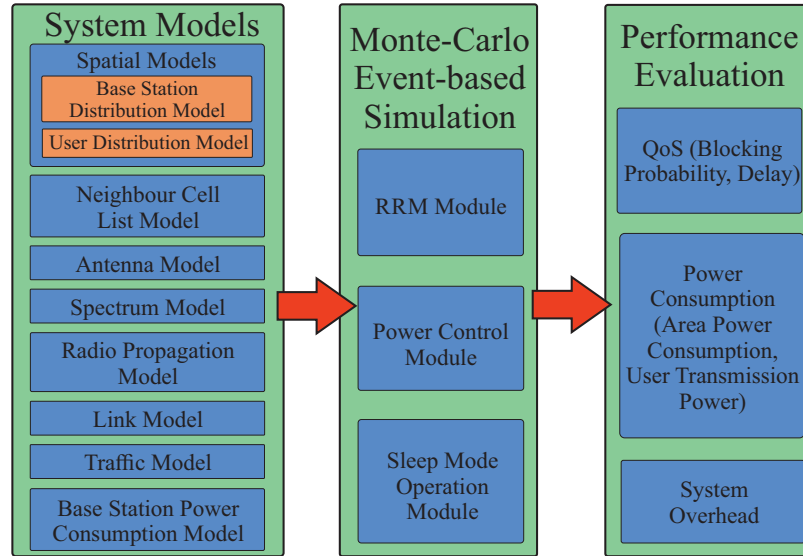 System Models
Spatial Models
Base Station
Distribution Model
User Distribution Model
Neighbour Cell
List Model
Antenna Model
Spectrum Model
Radio Propagation
Model
Link Model
Traffic Model
Base Station Power
Consumption Model
Monte-Carlo
Event-based
Simulation
RRM Module
Power Control
Module
Sleep Mode
Operation
Module
Performance
Evaluation
QoS (Blocking
Probability, Delay)
Power
Consumption
(Area Power
Consumption,
User Transmission
Power)
System
Overhead